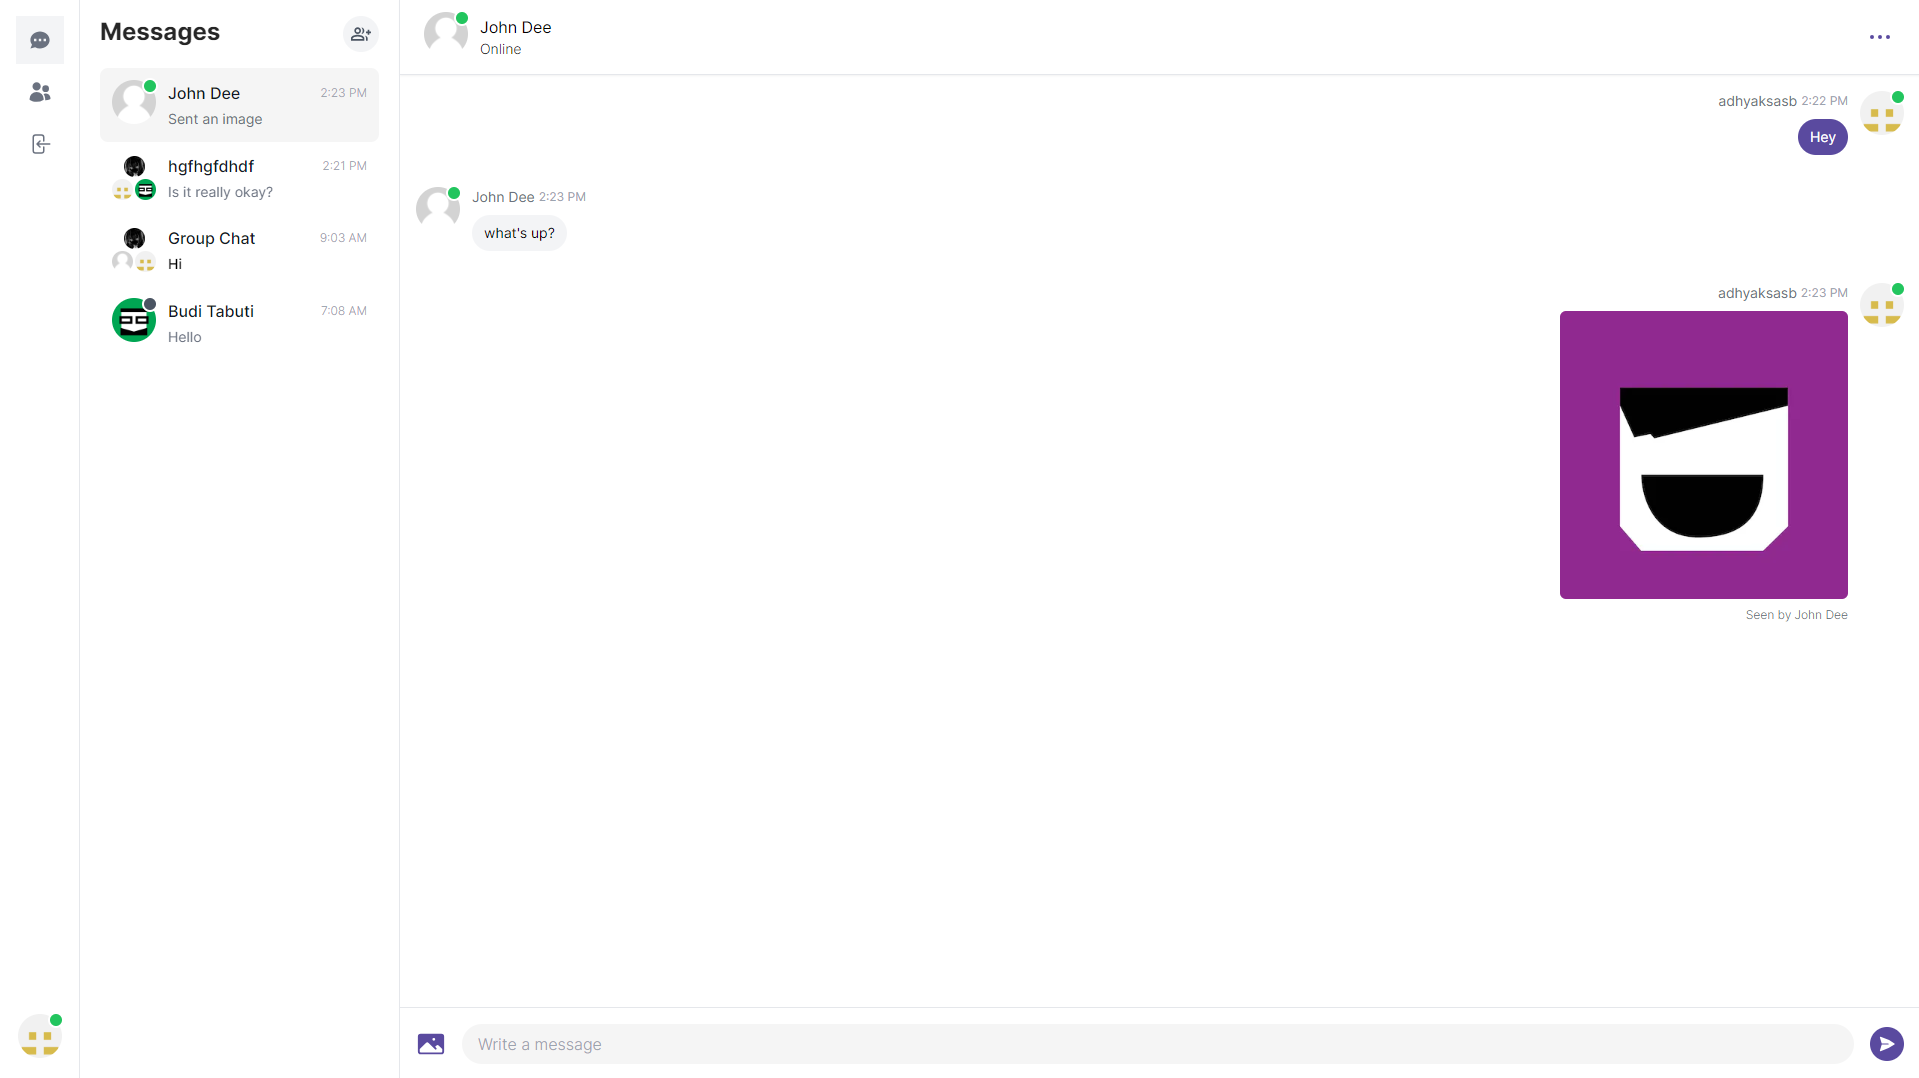 Messages
John Dee 2:23 PM
Sent an image
hgfhgfdhdf 2:21 PM
Is it really okay?
Group Chat 9:03 AM
Hi
Budi Tabuti 7:08 AM
Hello
John Dee
Online
adhyaksasb 2:22 PM
Hey
John Dee 2:23 PM
what's up?
adhyaksasb 2:23 PM
Seen by John Dee
Write a message